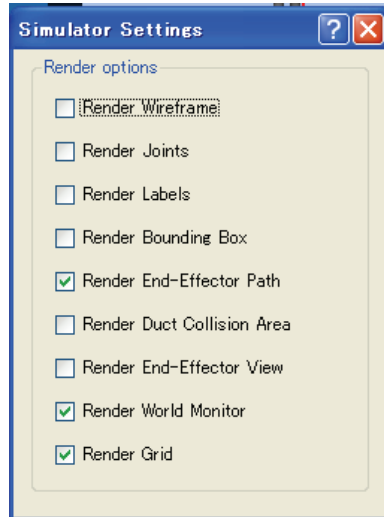 Simulator Settings
Render options
Render Wireframe
Render Joints
Render Labels
Render Bounding Box
Render End-Effector Path
Render Duct Collision Area
Render End-Effector View
Render World Monitor
Render Grid